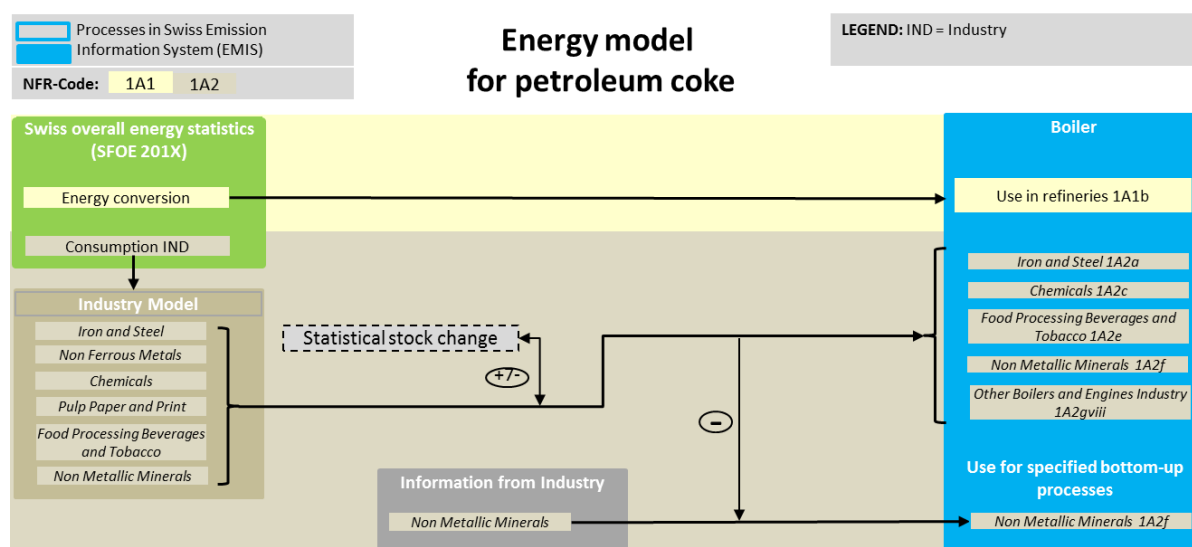 Processes in Swiss Emission
Information System (EMIS)
NFR-Code: 1A1 1A2
Energy model
for petroleum coke
LEGEND: IND = Industry
Swiss overall energy statistics
(SFOE 201X)
Energy conversion
Consumption IND
Industry Model
Iron and Steel
Non Ferrous Metals
Chemicals
Pulp Paper and Print
Food Processing Beverages
and Tobacco
Non Metallic Minerals
Statistical stock change
+7-
-
Information from Industry
Non Metallic Minerals
Boiler
Use in refineries 1A1b
Iron and Steel 1A2a
Chemicals 1A2c
Food Processing Beverages and
Tobacco 1A2e
Non Metallic Minerals 1A2f
Other Boilers and Engines Industry
1A2gviii
Use for specified bottom-up
processes
Non Metallic Minerals 1A2f